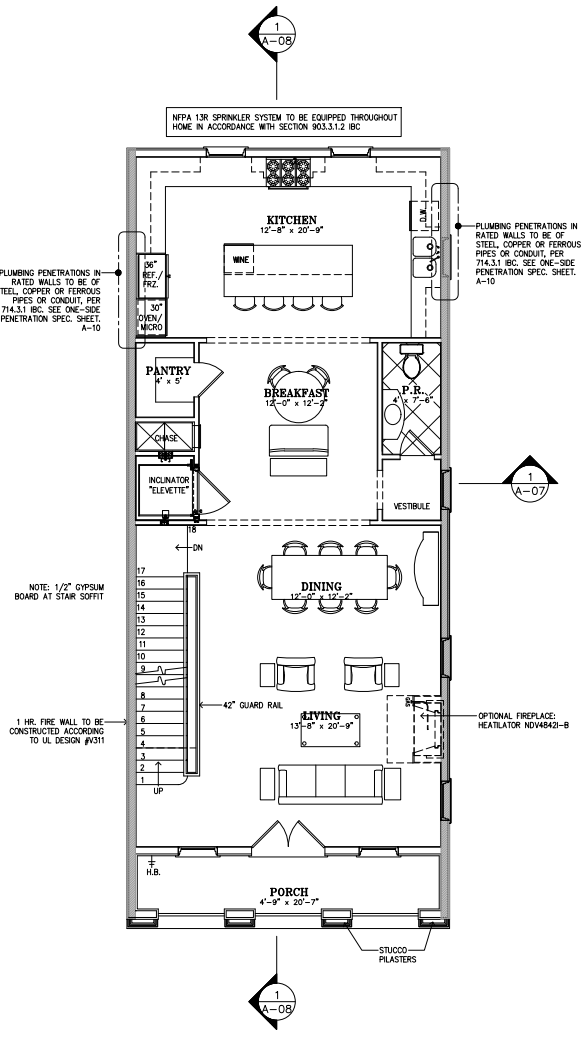 1
A-08
NFPA 13R SPRINKLER SYSTEM TO BE EQUIPPED THROUGHOUT
HOME IN ACCORDANCE WITH SECTION 903.3.1.2 IBC
KITCHEN
12'-8" x 20'-9"
D.W.
WINE
PLUMBING PENETRATIONS IN
RATED WALLS TO BE OF
STEEL, COPPER OR FERROUS
PIPES OR CONDUIT, PER
714.3.1 IBC. SEE ONE-SIDE
PENETRATION SPEC. SHEET.
A-10
PLUMBING PENETRATIONS IN
RATED WALLS TO BE OF
STEEL, COPPER OR FERROUS
PIPES OR CONDUIT, PER
714.3.1 IBC. SEE ONE-SIDE
PENETRATION SPEC. SHEET.
A-10
36"
REF./
FRZ.
30"
OVEN/
MICRO
PANTRY
4' x 5'
BREAKFAST
12'-0" x 12'-2"
P.R.
4' x 7'-6"
CHASE
INCLINATOR
"ELEVETTE"
VESTIBULE
1
A-07
18
DN
17
16
15
14
13
12
11
10
9
8
7
6
5
4
3
2
1
UP
NOTE: 1/2" GYPSUM
BOARD AT STAIR SOFFIT
DINING
12'-0" x 12'-2"
42" GUARD RAIL
LIVING
13'-8" x 20'-9"
OPTIONAL FIREPLACE:
HEATILATOR NDV4842I-B
1 HR. FIRE WALL TO BE
CONSTRUCTED ACCORDING
TO UL DESIGN #V311
H.B.
PORCH
4'-9" x 20'-7"
STUCCO
PILASTERS
1
A-08